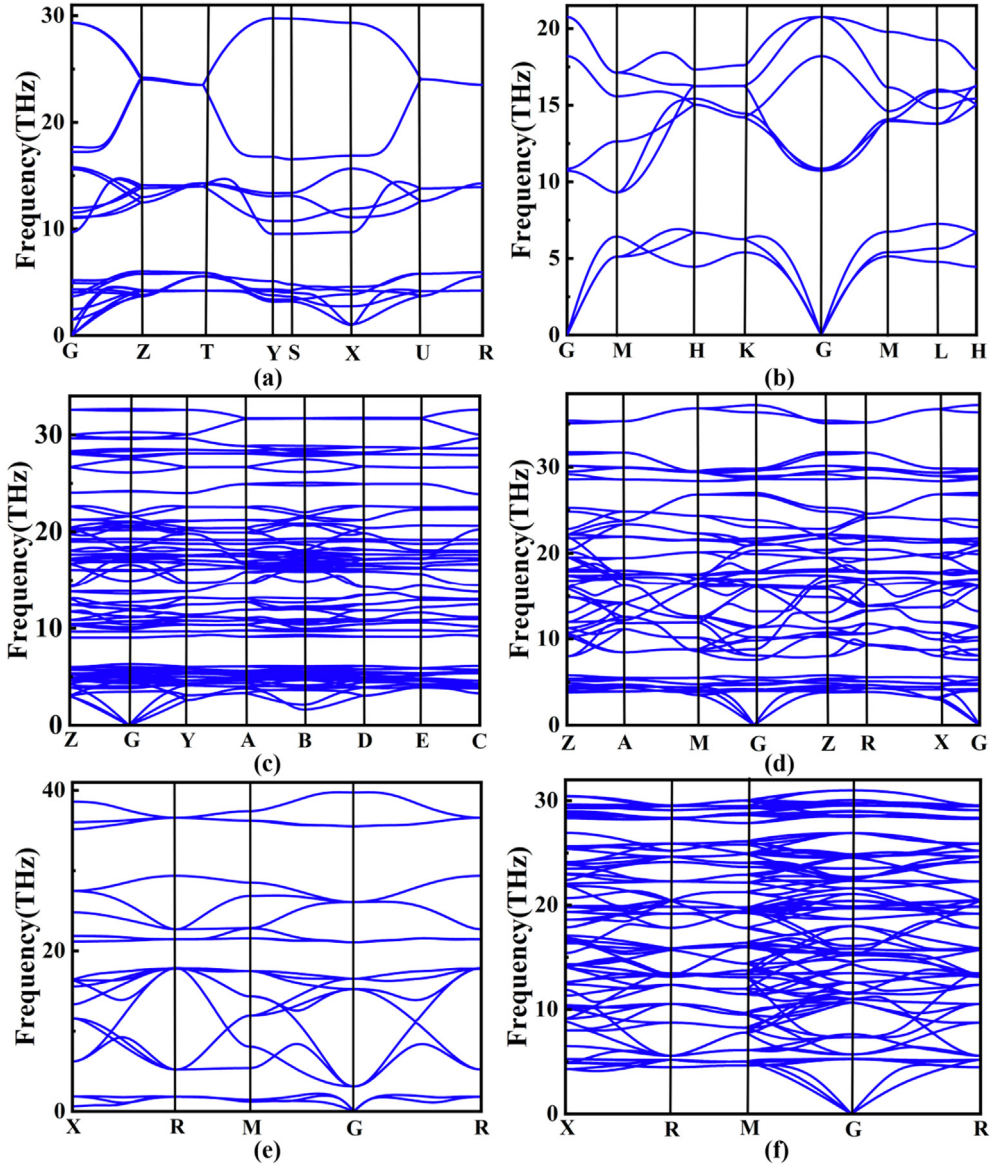 Frequency(THz)
30
20
10
0
G Z T Y S X U R
(a)
Frequency(THz)
20
15
10
5
0
G M H K G M L H
(b)
Frequency(THz)
30
20
10
0
Z G Y A B D E C
(c)
Frequency(THz)
30
20
10
0
Z A M G Z R X G
(d)
Frequency(THz)
40
20
0
X R M G R
(e)
Frequency(THz)
30
20
10
0
X R M G R
(f)